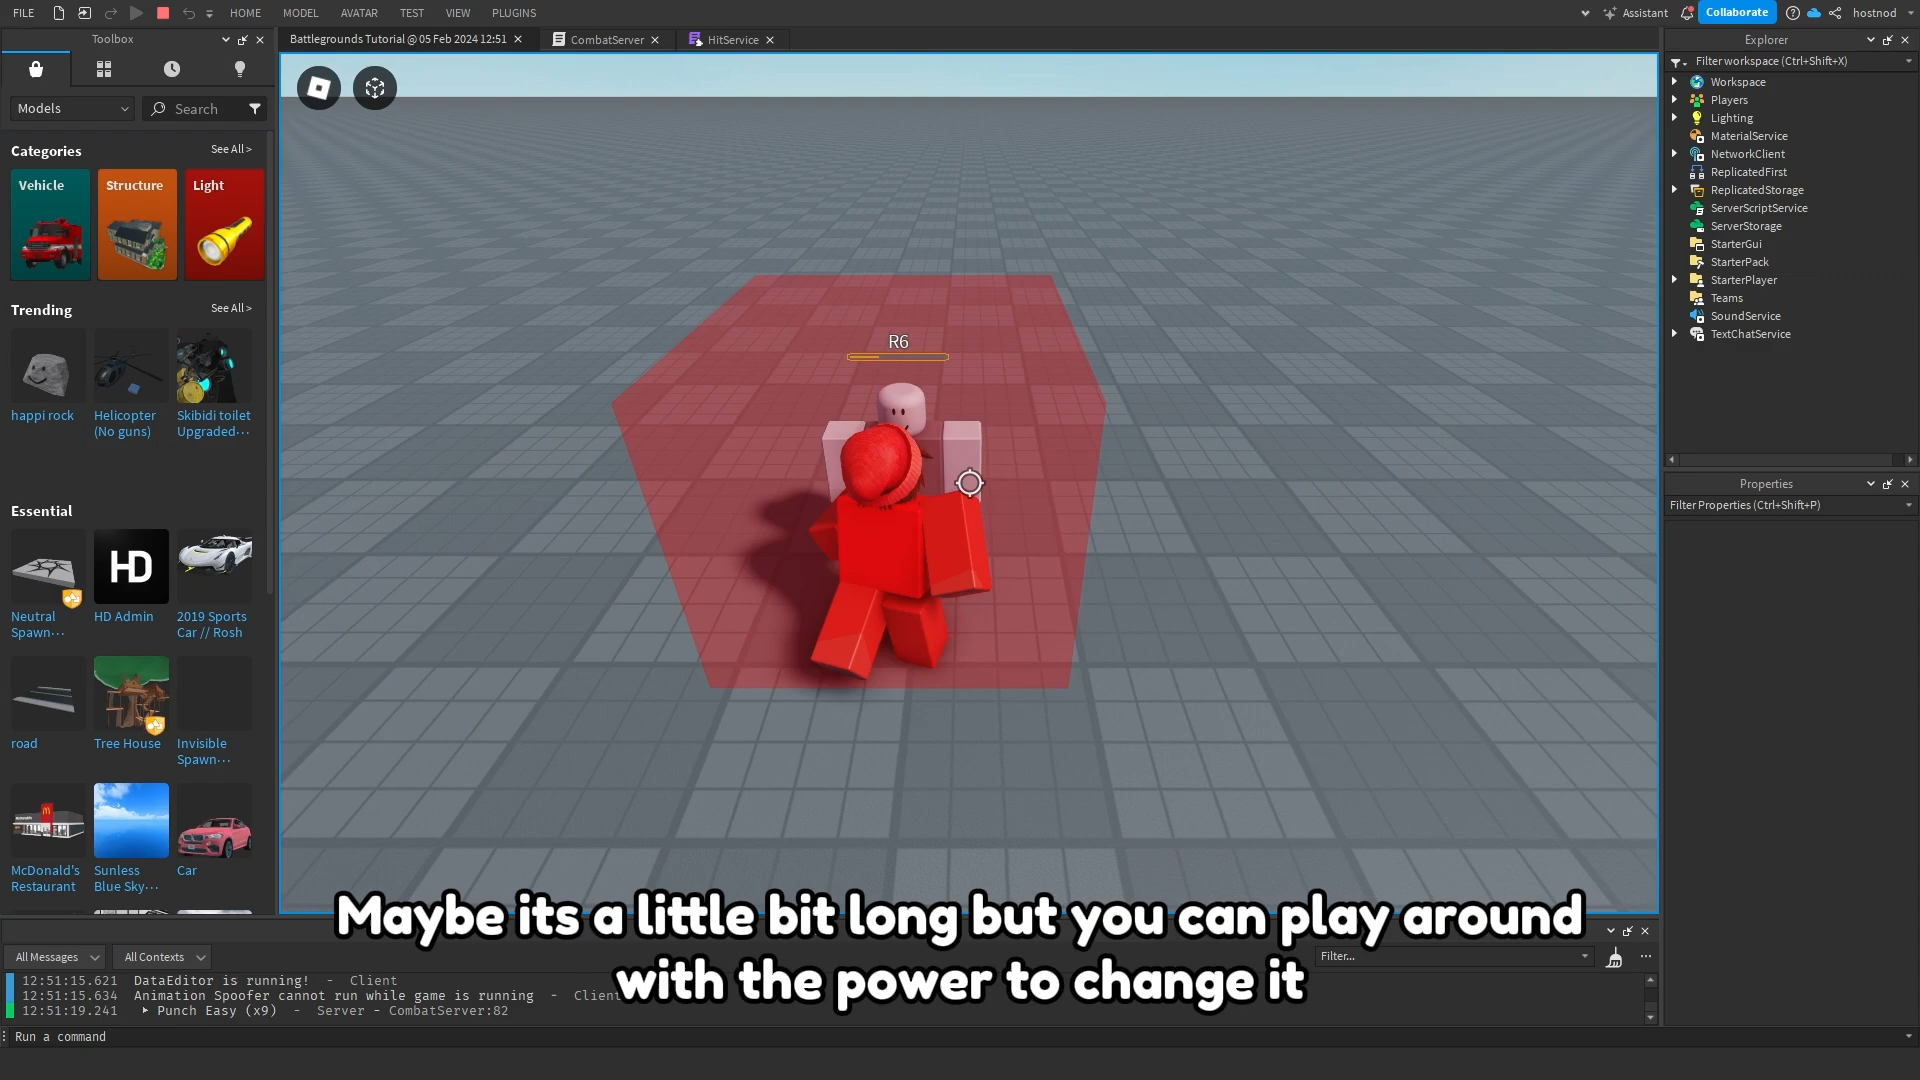 FILE HOME MODEL AVATAR TEST VIEW PLUGINS Assistant Collaborate hostnod
Toolbox
Battlegrounds Tutorial @ 05 Feb 2024 12:51 CombatServer HitService
Explorer
Models
Search
Categories See All >
Vehicle Structure Light
Trending See All >
happi rock
Helicopter
(No guns)
Skibidi toilet
Upgraded...
Essential
HD
Neutral
Spawn...
HD Admin
2019 Sports
Car // Rosh
road
Tree House
Invisible
Spawn...
McDonald's
Restaurant
Sunless
Blue Sky...
Car
R6
Filter workspace (Ctrl+Shift+X)
Workspace
Players
Lighting
MaterialService
NetworkClient
ReplicatedFirst
ReplicatedStorage
ServerScriptService
ServerStorage
StarterGui
StarterPack
StarterPlayer
Teams
SoundService
TextChatService
Properties
Filter Properties (Ctrl+Shift+P)
Maybe its a little bit long but you can play around
with the power to change it
All Messages All Contexts Filter...
12:51:15.621 DataEditor is running! - Client
12:51:15.634 Animation Spoofer cannot run while game is running - Client
12:51:19.241 ▶ Punch Easy (x9) - Server - CombatServer:82
Run a command